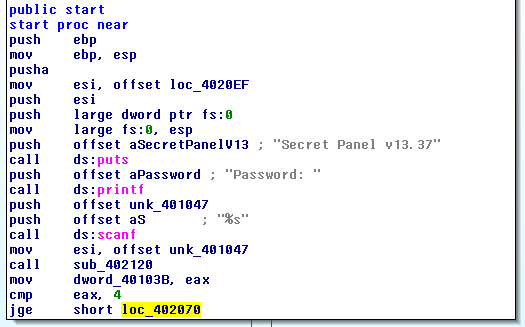 public start
start proc near
push ebp
mov ebp, esp
pusha
mov esi, offset loc_4020EF
push esi
push large dword ptr fs:0
mov large fs:0, esp
push offset aSecretPanelV13 ; "Secret Panel v13.37"
call ds:puts
push offset aPassword ; "Password: "
call ds:printf
push offset unk_401047
push offset aS ; "%s"
call ds:scanf
mov esi, offset unk_401047
call sub_402120
mov dword_40103B, eax
cmp eax, 4
jge short loc_402070